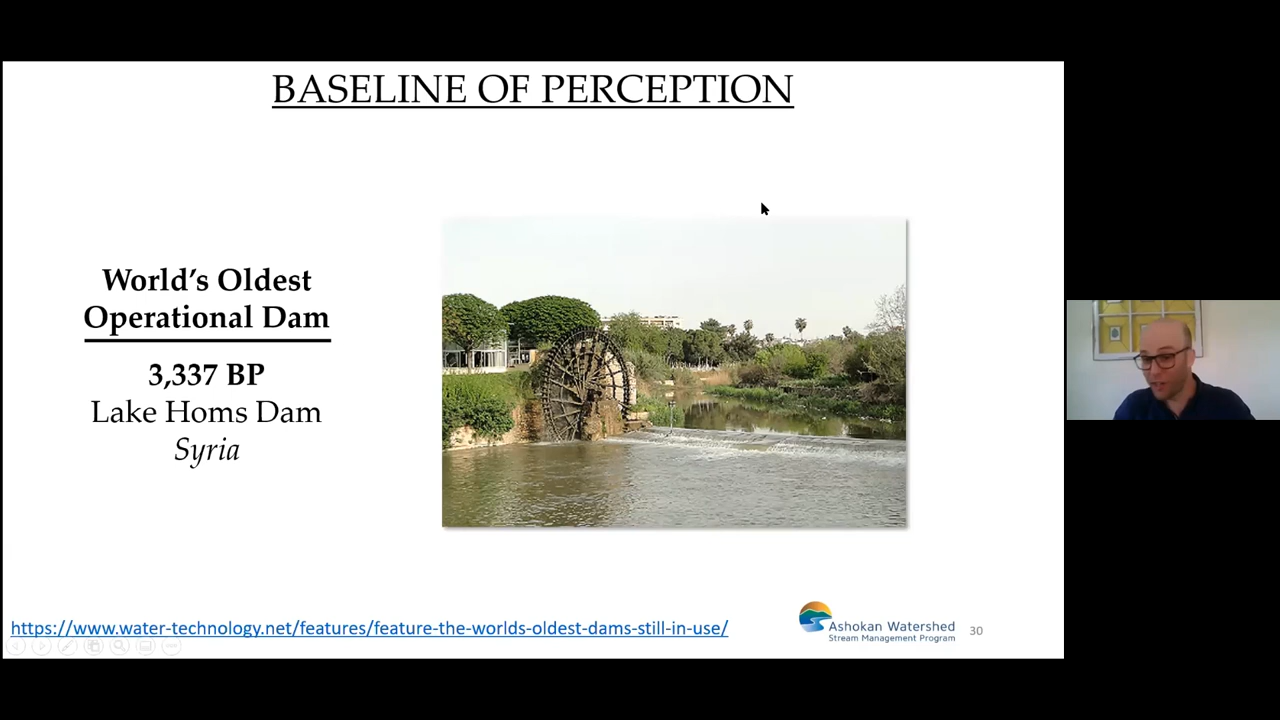 BASELINE OF PERCEPTION
World’s Oldest
Operational Dam
3,337 BP
Lake Homs Dam
Syria
https://www.water-technology.net/features/feature-the-worlds-oldest-dams-still-in-use/
Ashokan Watershed
Stream Management Program
30